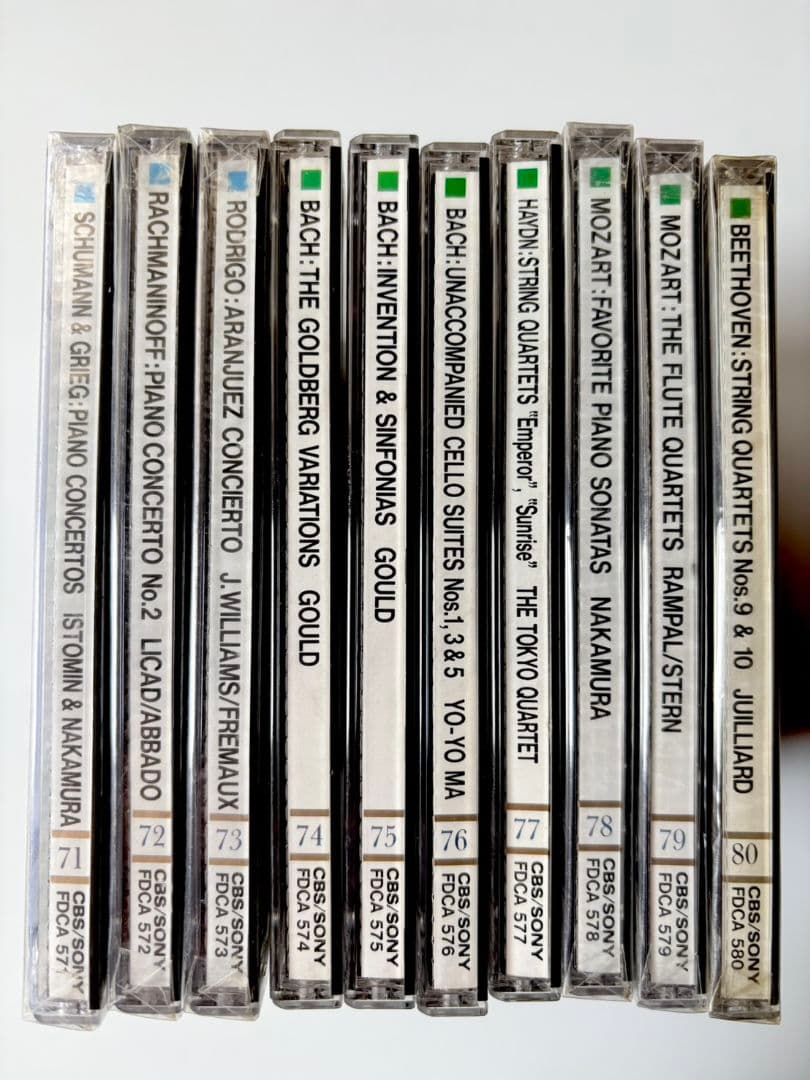 SCHUMANN & GRIEG:PIANO CONCERTOS ISTOMIN & NAKAMURA
71
CBS/SONY
FDCA 571
RACHMANINOFF:PIANO CONCERTO No.2 LICAD/ABBADO
72
CBS/SONY
FDCA 572
RODRIGO:ARANJUEZ CONCIERTO J.WILLIAMS/FREMAUX
73
CBS/SONY
FDCA 573
BACH:THE GOLDBERG VARIATIONS GOULD
74
CBS/SONY
FDCA 574
BACH:INVENTION & SINFONIAS GOULD
75
CBS/SONY
FDCA 575
BACH:UNACCOMPANIED CELLO SUITES Nos.1, 3 & 5 YO-YO MA
76
CBS/SONY
FDCA 576
HAYDN:STRING QUARTETS "Emperor", "Sunrise" THE TOKYO QUARTET
77
CBS/SONY
FDCA 577
MOZART:FAVORITE PIANO SONATAS NAKAMURA
78
CBS/SONY
FDCA 578
MOZART:THE FLUTE QUARTETS RAMPAL/STERN
79
CBS/SONY
FDCA 579
BEETHOVEN:STRING QUARTETS Nos.9 & 10 JUILLIARD
80
CBS/SONY
FDCA 580